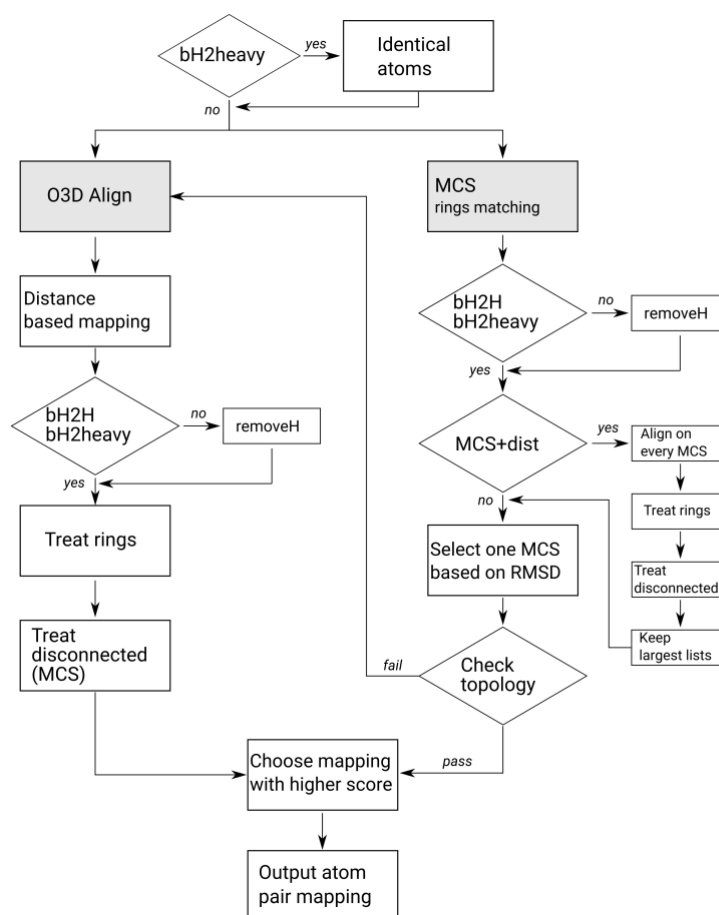 bH2heavy
yes
Identical
atoms
no
O3D Align
Distance
based mapping
bH2H
bH2heavy
no
removeH
yes
Treat rings
Treat
disconnected
(MCS)
MCS
rings matching
bH2H
bH2heavy
no
removeH
yes
MCS+dist
yes
Align on
every MCS
Treat rings
Treat
disconnected
Keep
largest lists
no
Select one MCS
based on RMSD
Check
topology
fail
pass
Choose mapping
with higher score
Output atom
pair mapping